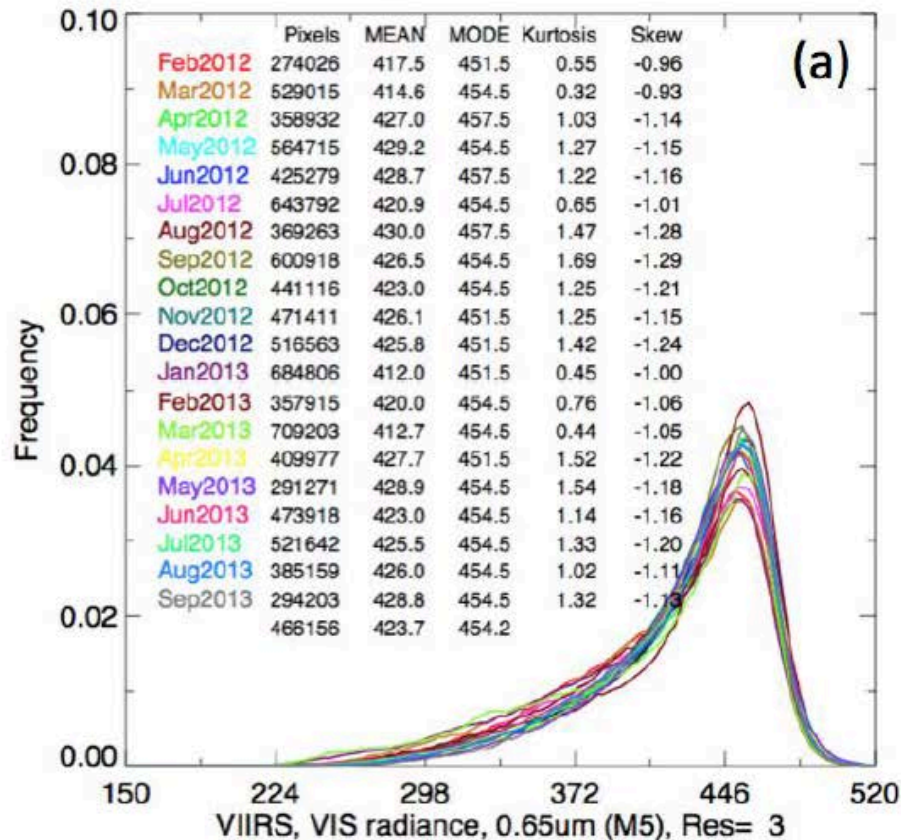 0.10
Pixels MEAN MODE Kurtosis Skew
(a)
Feb2012 274026 417.5 451.5 0.55 -0.96
Mar2012 529015 414.6 454.5 0.32 -0.93
Apr2012 358932 427.0 457.5 1.03 -1.14
May2012 564715 429.2 454.5 1.27 -1.15
0.08
Jun2012 425279 428.7 457.5 1.22 -1.16
Jul2012 643792 420.9 454.5 0.65 -1.01
Aug2012 369263 430.0 457.5 1.47 -1.28
Sep2012 600918 426.5 454.5 1.69 -1.29
Oct2012 441116 423.0 454.5 1.25 -1.21
0.06
Nov2012 471411 426.1 451.5 1.25 -1.15
Dec2012 516563 425.8 451.5 1.42 -1.24
Jan2013 684806 412.0 451.5 0.45 -1.00
Feb2013 357915 420.0 454.5 0.76 -1.06
Mar2013 709203 412.7 454.5 0.44 -1.05
0.04
Apr2013 409977 427.7 451.5 1.52 -1.22
May2013 291271 428.9 454.5 1.54 -1.18
Jun2013 473918 423.0 454.5 1.14 -1.16
Jul2013 521642 425.5 454.5 1.33 -1.20
Aug2013 385159 426.0 454.5 1.02 -1.11
Sep2013 294203 428.8 454.5 1.32 -1.13
0.02
466156 423.7 454.2
0.00
Frequency
150 224 298 372 446 520
VIIRS, VIS radiance, 0.65um (M5), Res= 3